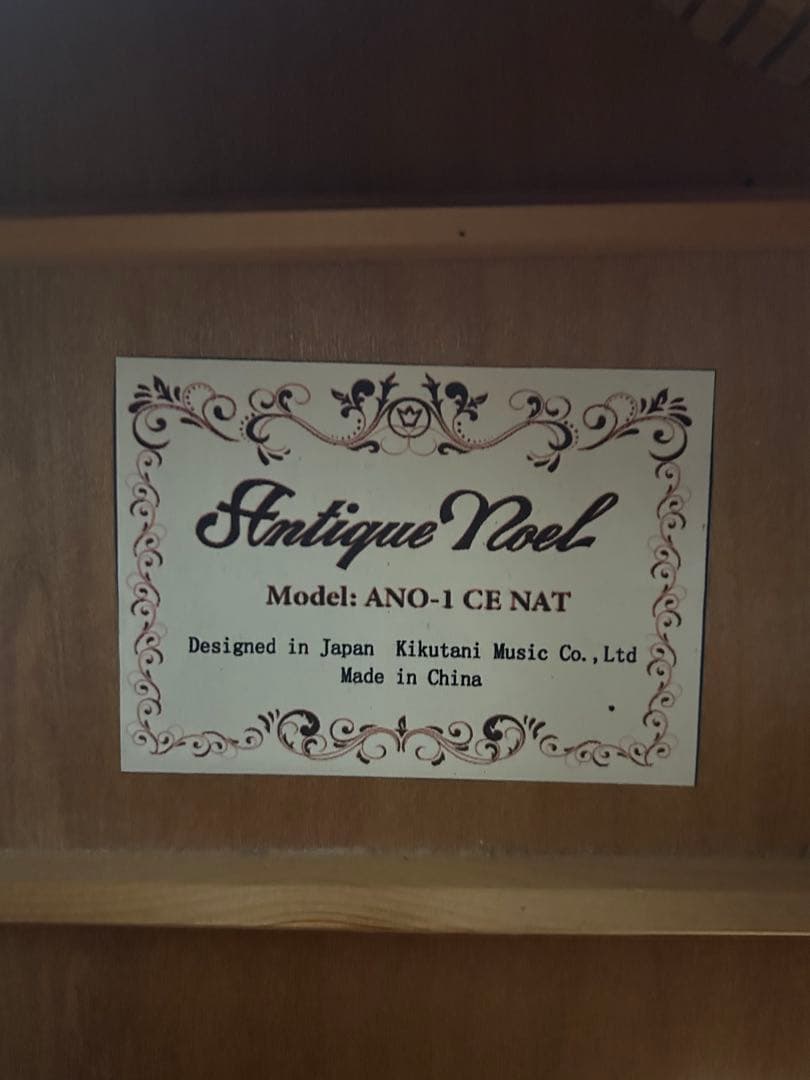 Antique Noel
Model: ANO-1 CE NAT
Designed in Japan Kikutani Music Co.,Ltd
Made in China